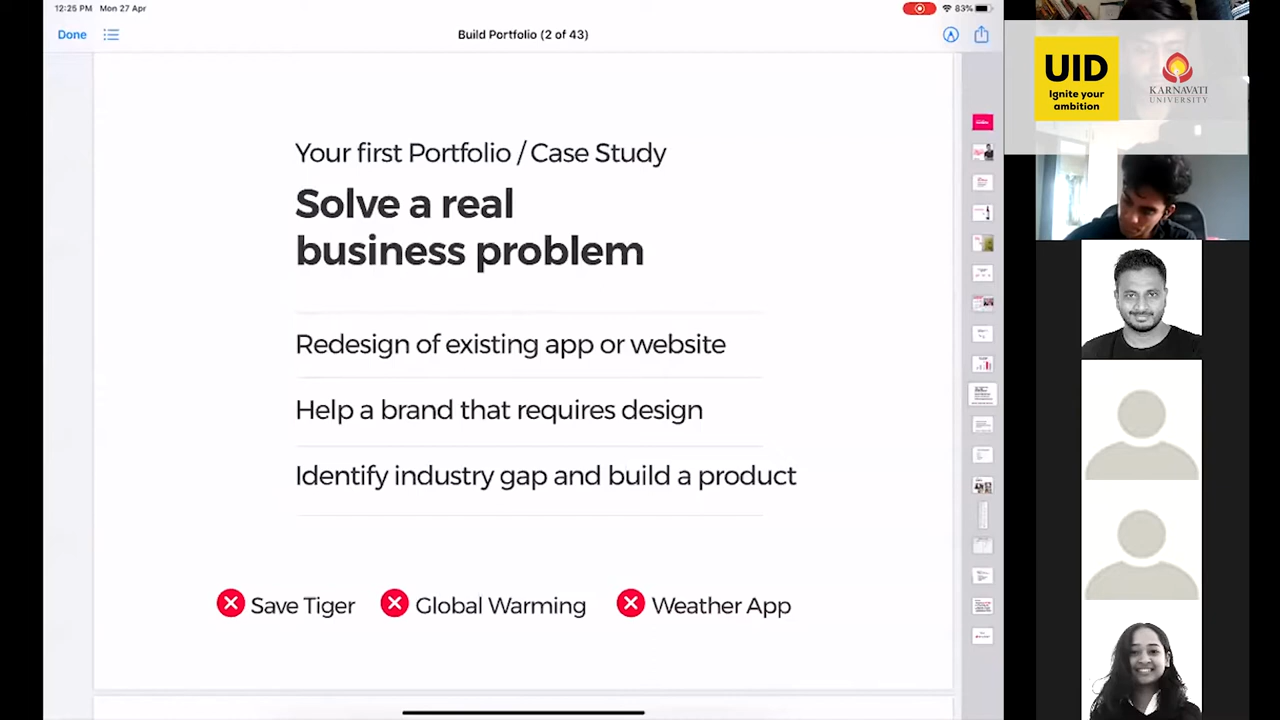 12:25 PM Mon 27 Apr
83%
Done
Build Portfolio (2 of 43)
Your first Portfolio / Case Study
Solve a real
business problem
Redesign of existing app or website
Help a brand that requires design
Identify industry gap and build a product
Save Tiger
Global Warming
Weather App
UID
Ignite your
ambition
KARNAVATI
UNIVERSITY